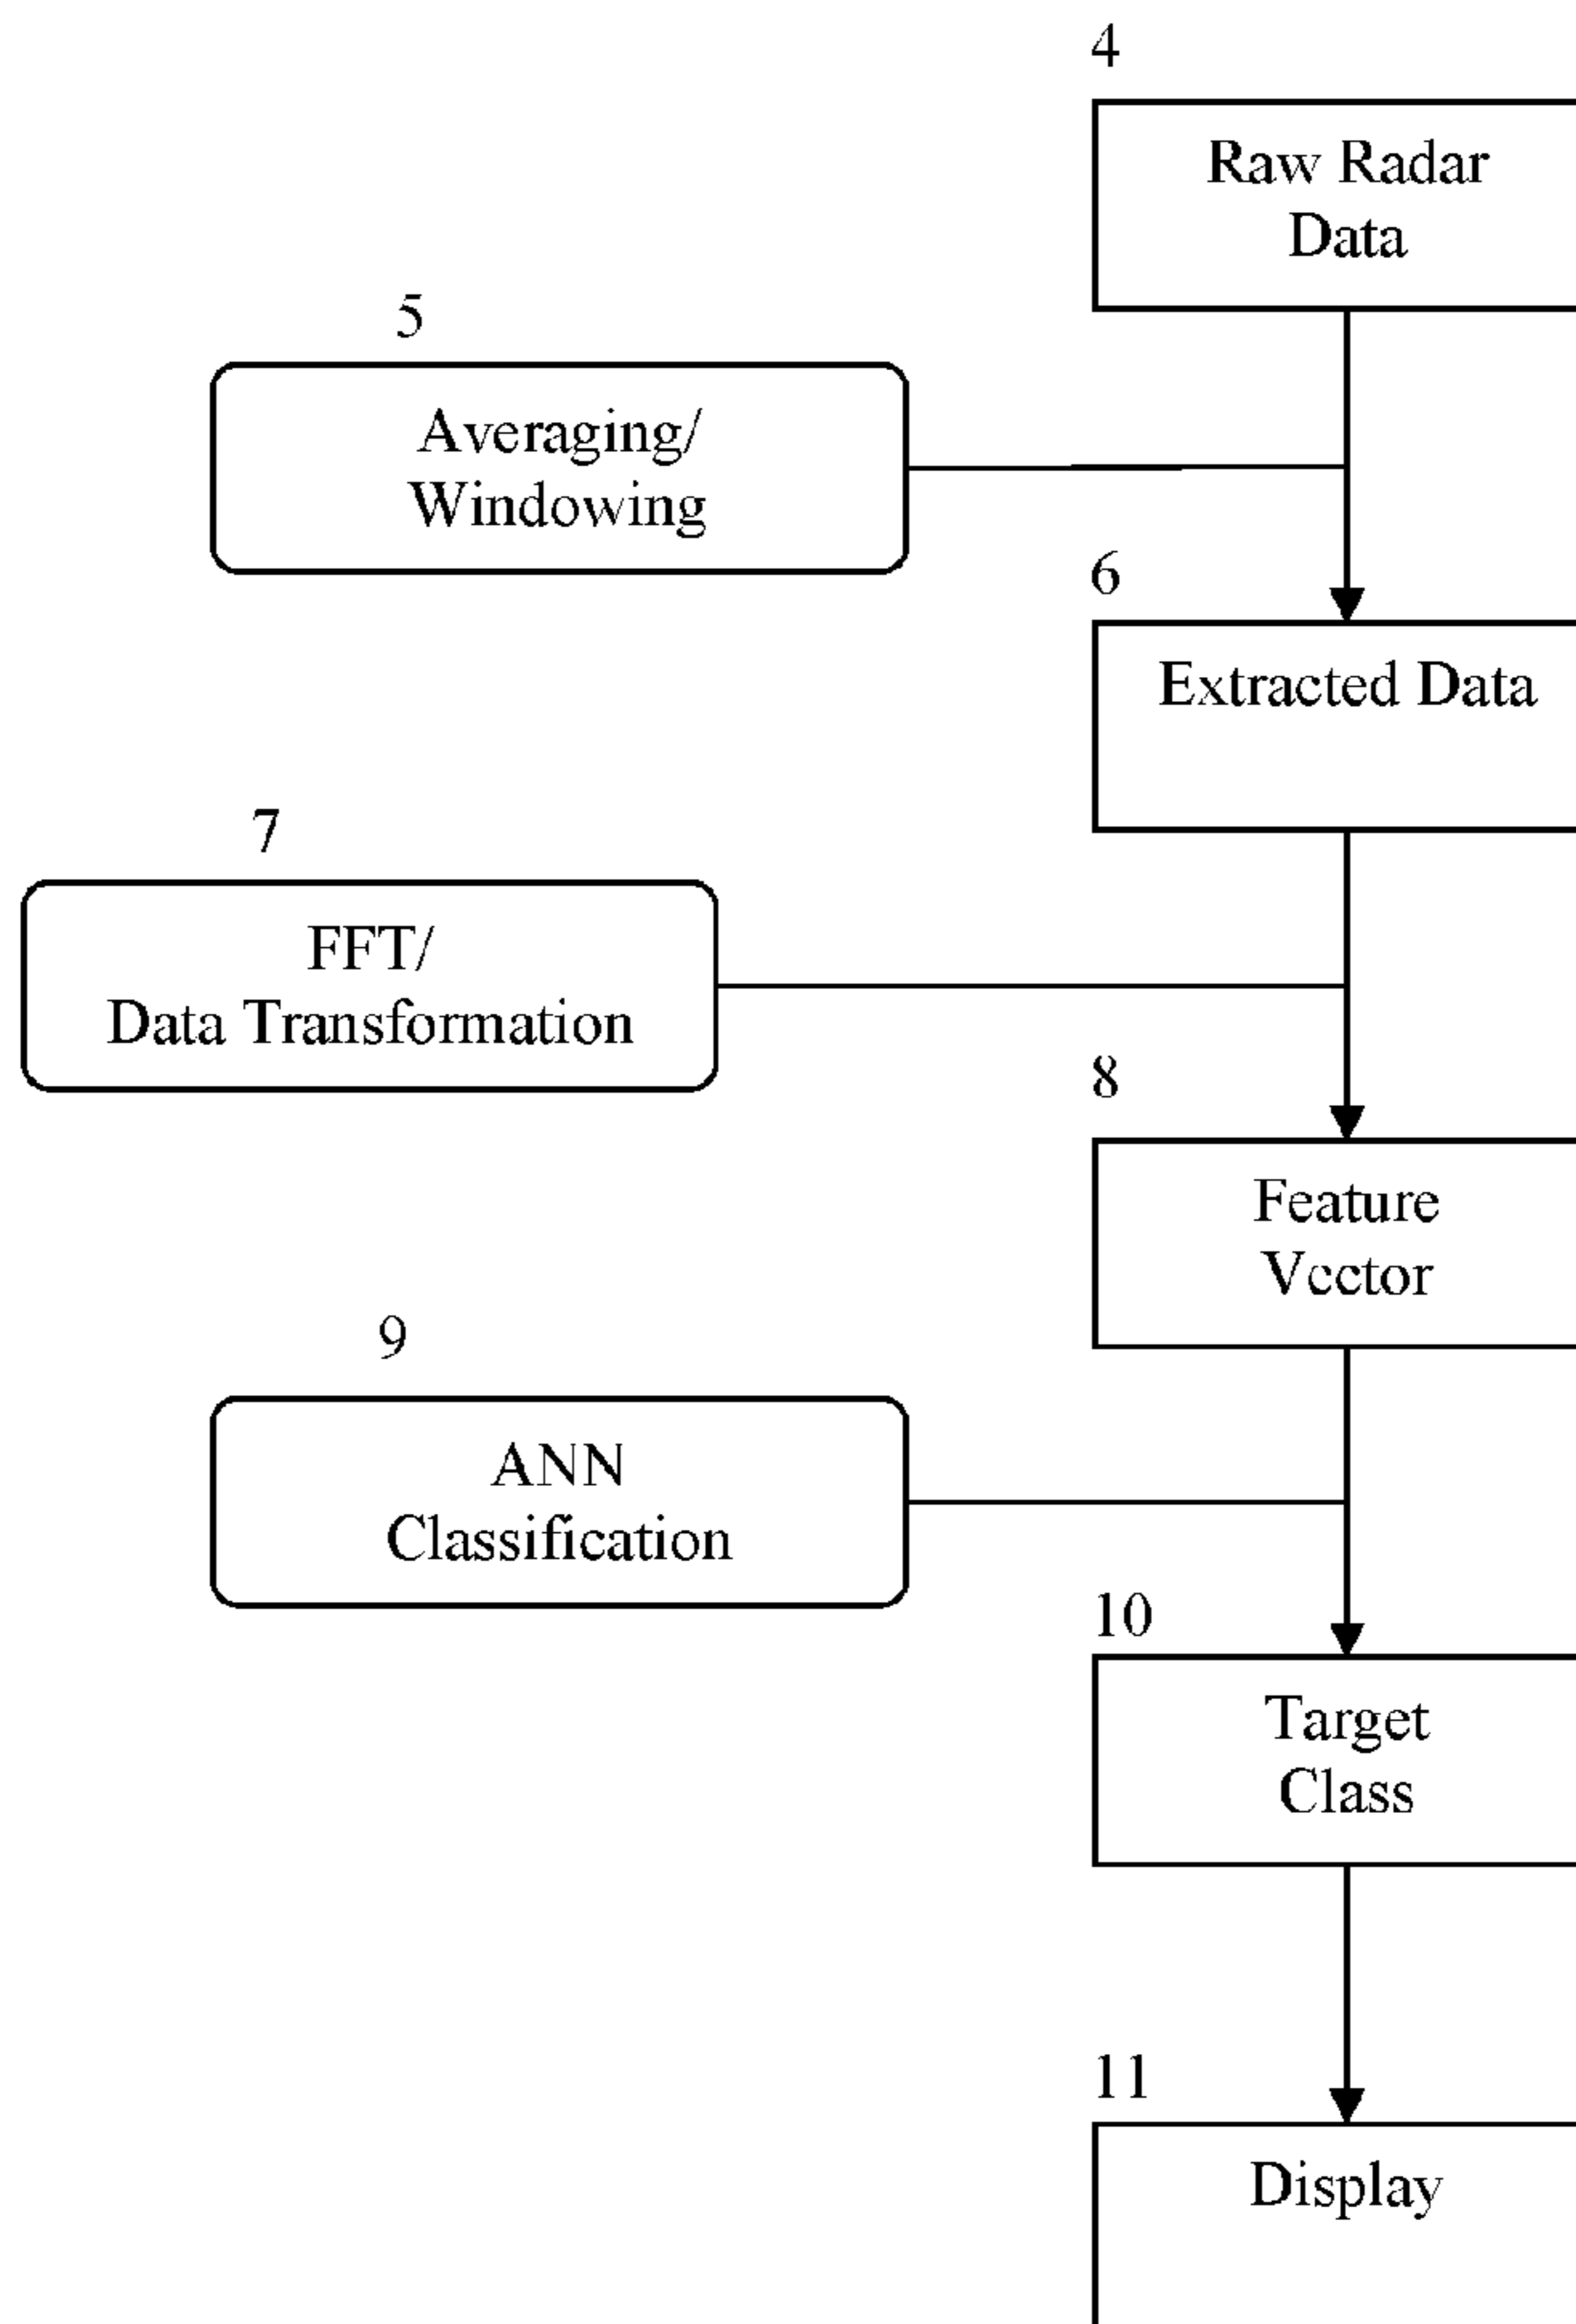 4
Raw Radar
Data
5
Averaging/
Windowing
6
Extracted Data
7
FFT/
Data Transformation
8
Feature
Vector
9
ANN
Classification
10
Target
Class
11
Display